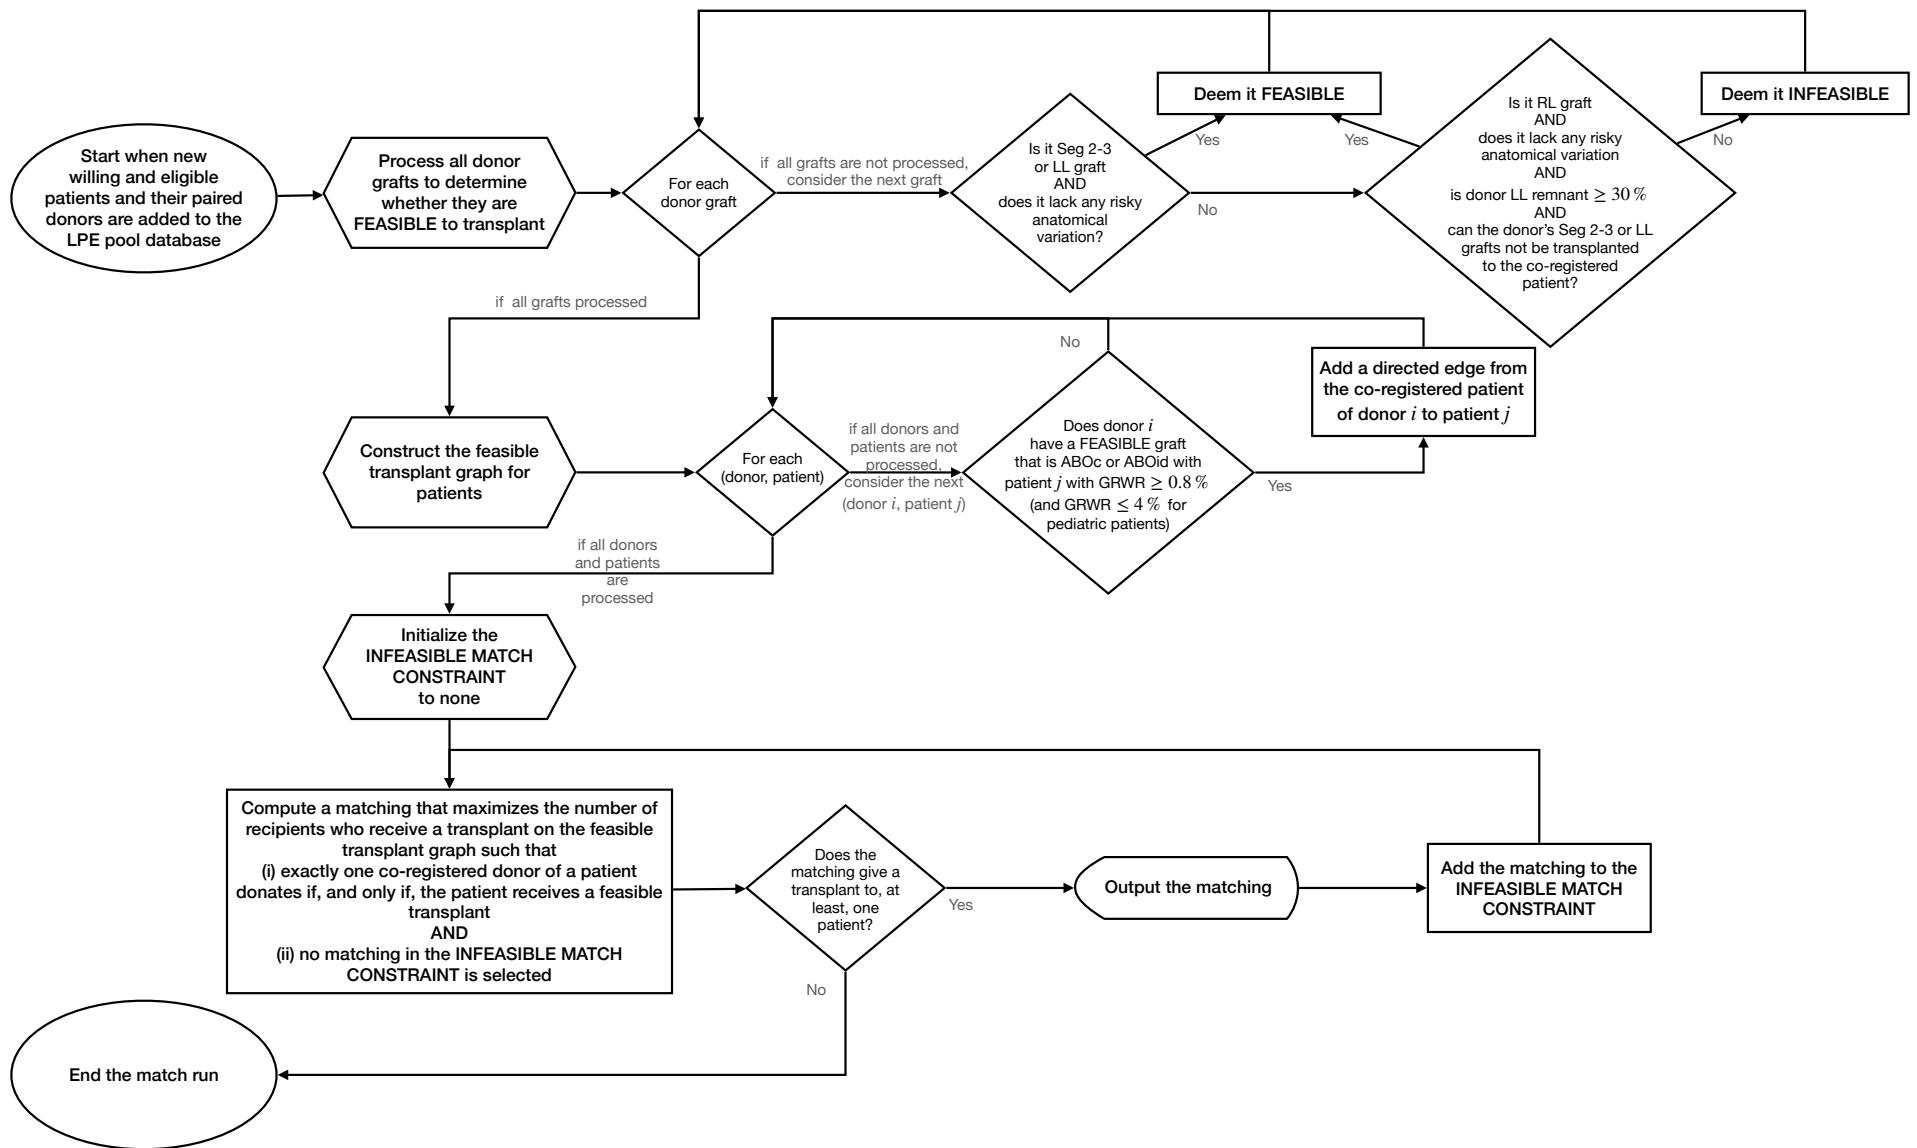 Start when new
willing and eligible
patients and their paired
donors are added to the
LPE pool database
Process all donor
grafts to determine
whether they are
FEASIBLE to transplant
For each
donor graft
if  all grafts are not processed,
consider the next graft
Is it Seg 2-3
or LL graft
AND
does it lack any risky
anatomical
variation?
Yes
No
Deem it FEASIBLE
Yes
Is it RL graft
AND
does it lack any risky
anatomical variation
AND
is donor LL remnant ≥ 30 %
AND
can the donor's Seg 2-3 or LL
grafts not be transplanted
to the co-registered
patient?
No
Deem it INFEASIBLE
if  all grafts processed
Construct the feasible
transplant graph for
patients
For each
(donor, patient)
if all donors and
patients are not
processed,
consider the next
(donor i, patient j)
No
Does donor i
have a FEASIBLE graft
that is ABOc or ABOid with
patient j with GRWR ≥ 0.8 %
(and GRWR ≤ 4 %  for
pediatric patients)
Yes
Add a directed edge from
the co-registered patient
of donor i to patient j
if all donors
and patients
are
processed
Initialize the
INFEASIBLE MATCH
CONSTRAINT
to none
Compute a matching that maximizes the number of
recipients who receive a transplant on the feasible
transplant graph such that
(i) exactly one co-registered donor of a patient
donates if, and only if, the patient receives a feasible
transplant
AND
(ii) no matching in the INFEASIBLE MATCH
CONSTRAINT is selected
Does the
matching give a
transplant to, at
least, one
patient?
Yes
No
Output the matching
Add the matching to the
INFEASIBLE MATCH
CONSTRAINT
End the match run